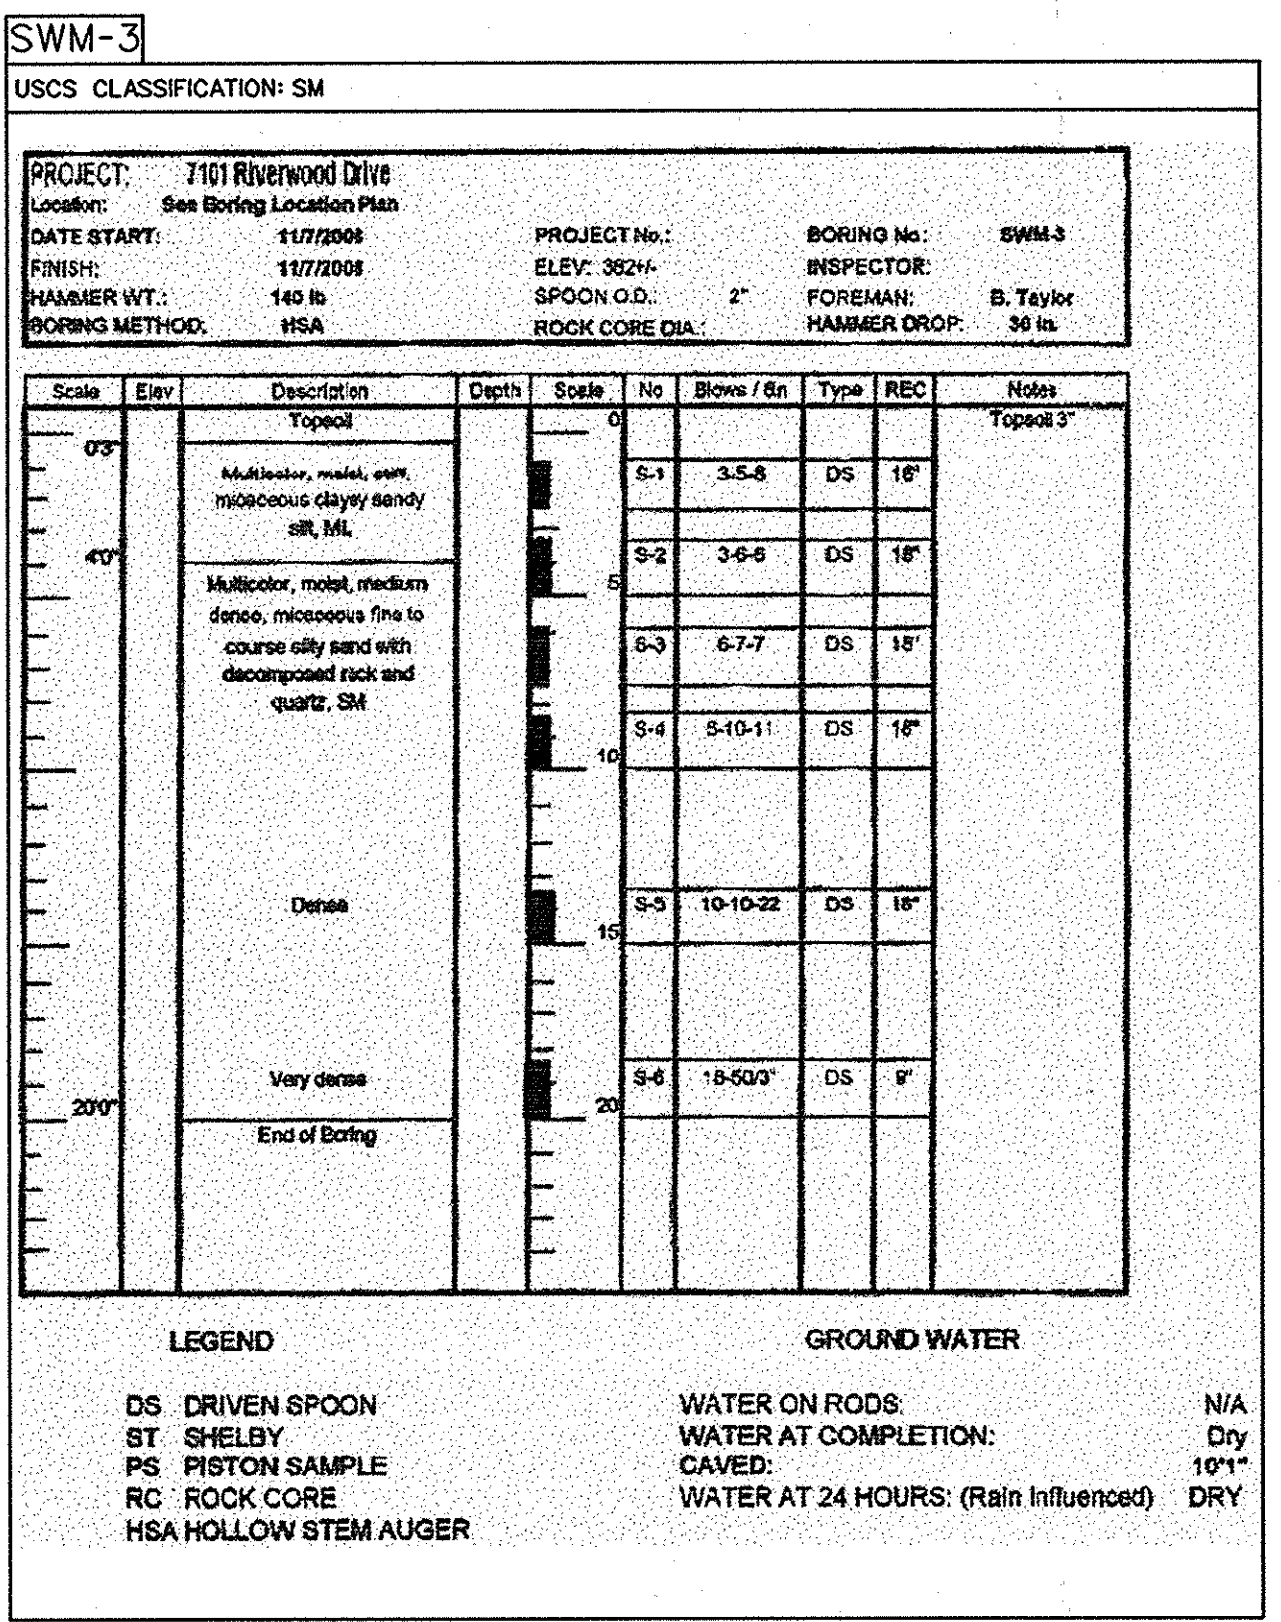 SWM-3
USCS CLASSIFICATION: SM
PROJECT: 7101 Riverwood Drive
Location: See Boring Location Plan
DATE START: 11/7/2008 PROJECT No.: BORING No.: SWM-3
FINISH: 11/7/2008 ELEV: 382+/- INSPECTOR:
HAMMER WT.: 140 lb SPOON O.D.: 2" FOREMAN: B. Taylor
BORING METHOD: HSA ROCK CORE DIA.: HAMMER DROP: 30 in.
Scale Elev Description Depth Scale No Blows / 6in Type REC Notes
Topsoil 0 Topsoil 3"
0'3"
Multicolor, moist, stiff, S-1 3-5-8 DS
micaceous clayey sandy
silt, ML
4'0" S-2 DS 18"
Multicolor, moist, medium 5
dense, micaceous fine to
course silty sand with S-3 6-7-7 DS 18"
decomposed rock and
quartz, SM
S-4 DS 18"
10
Dense S-5 10-10-22 DS 18"
15
Very dense S-6 18-50/3" DS 9"
20'0" 20
End of Boring
LEGEND
DS DRIVEN SPOON
ST SHELBY
PS PISTON SAMPLE
RC ROCK CORE
HSA HOLLOW STEM AUGER
GROUND WATER
WATER ON RODS: N/A
WATER AT COMPLETION: Dry
CAVED: 10'1"
WATER AT 24 HOURS: (Rain Influenced) DRY